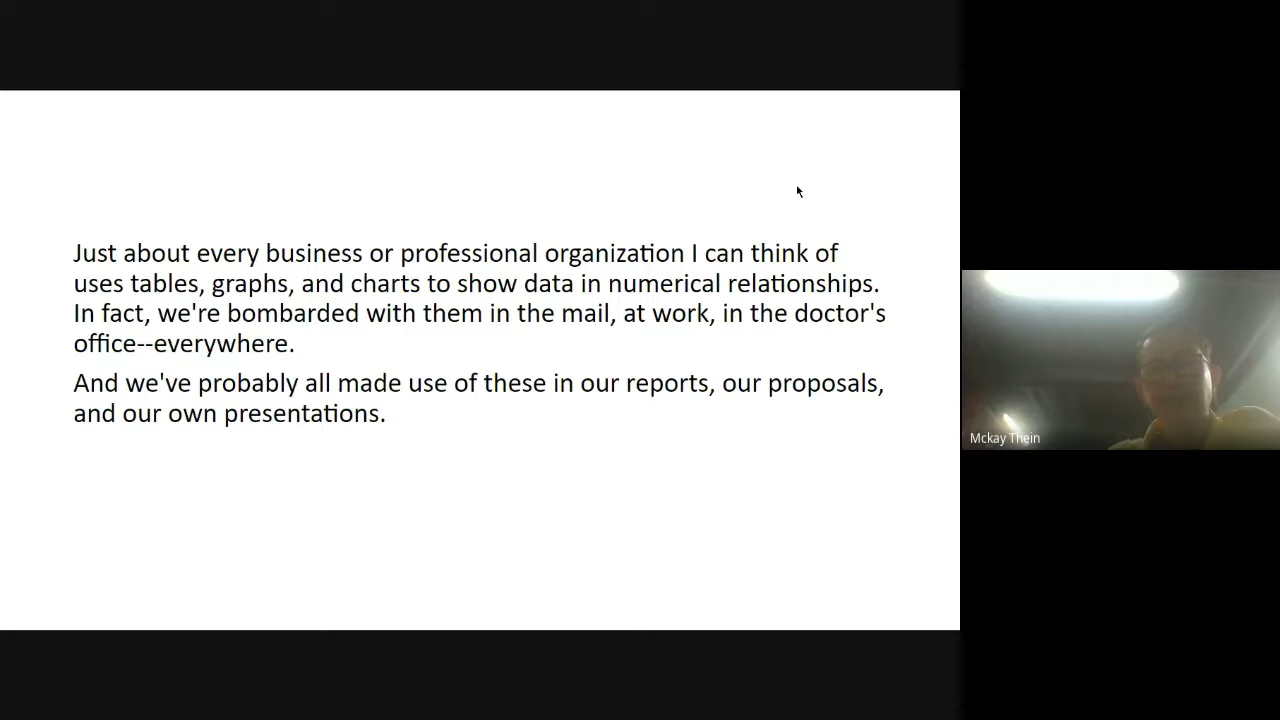 Just about every business or professional organization I can think of
uses tables, graphs, and charts to show data in numerical relationships.
In fact, we're bombarded with them in the mail, at work, in the doctor's
office--everywhere.
And we've probably all made use of these in our reports, our proposals,
and our own presentations.
Mckay Thein